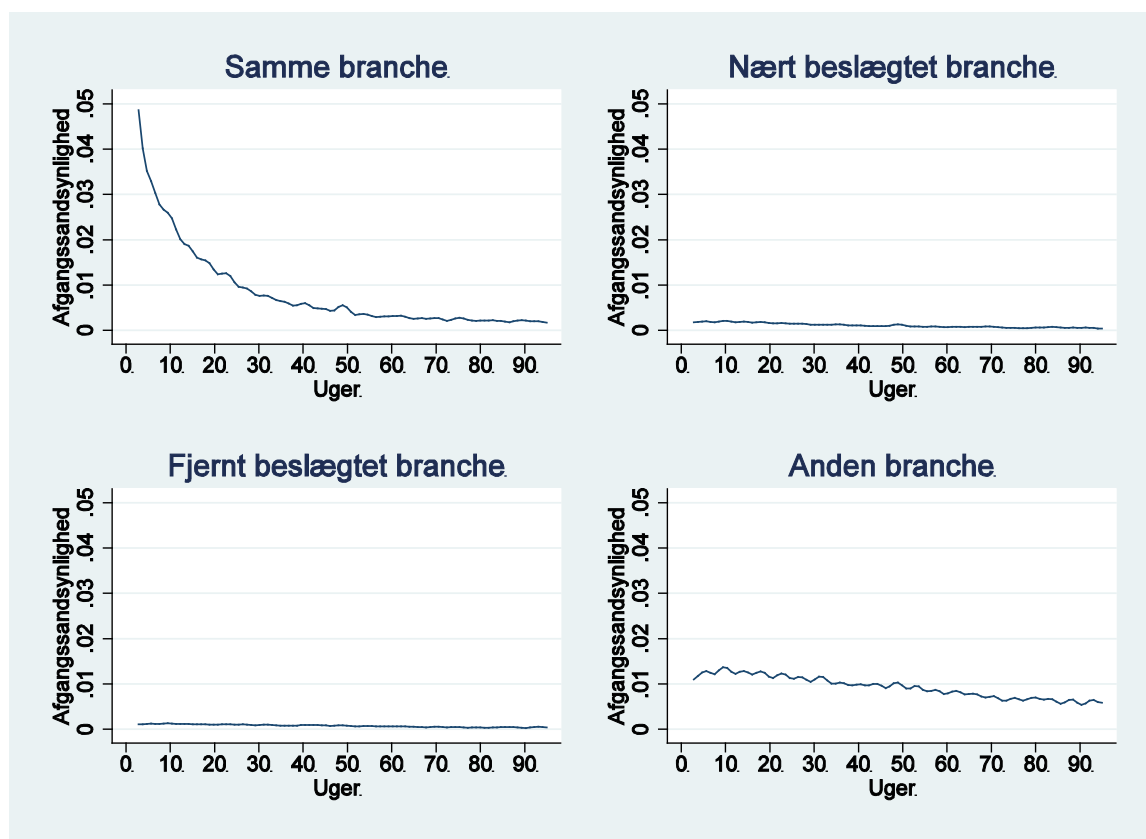 Samme branche.
Afgangssandsynlighed
.05
.04
.03
.02
.01
0
0. 10. 20. 30. 40. 50. 60. 70. 80. 90.
Uger.
Nært beslægtet branche.
Afgangssandsynlighed
.05
.04
.03
.02
.01
0
0. 10. 20. 30. 40. 50. 60. 70. 80. 90.
Uger.
Fjernt beslægtet branche.
Afgangssandsynlighed
.05
.04
.03
.02
.01
0
0. 10. 20. 30. 40. 50. 60. 70. 80. 90.
Uger.
Anden branche.
Afgangssandsynlighed
.05
.04
.03
.02
.01
0
0. 10. 20. 30. 40. 50. 60. 70. 80. 90.
Uger.